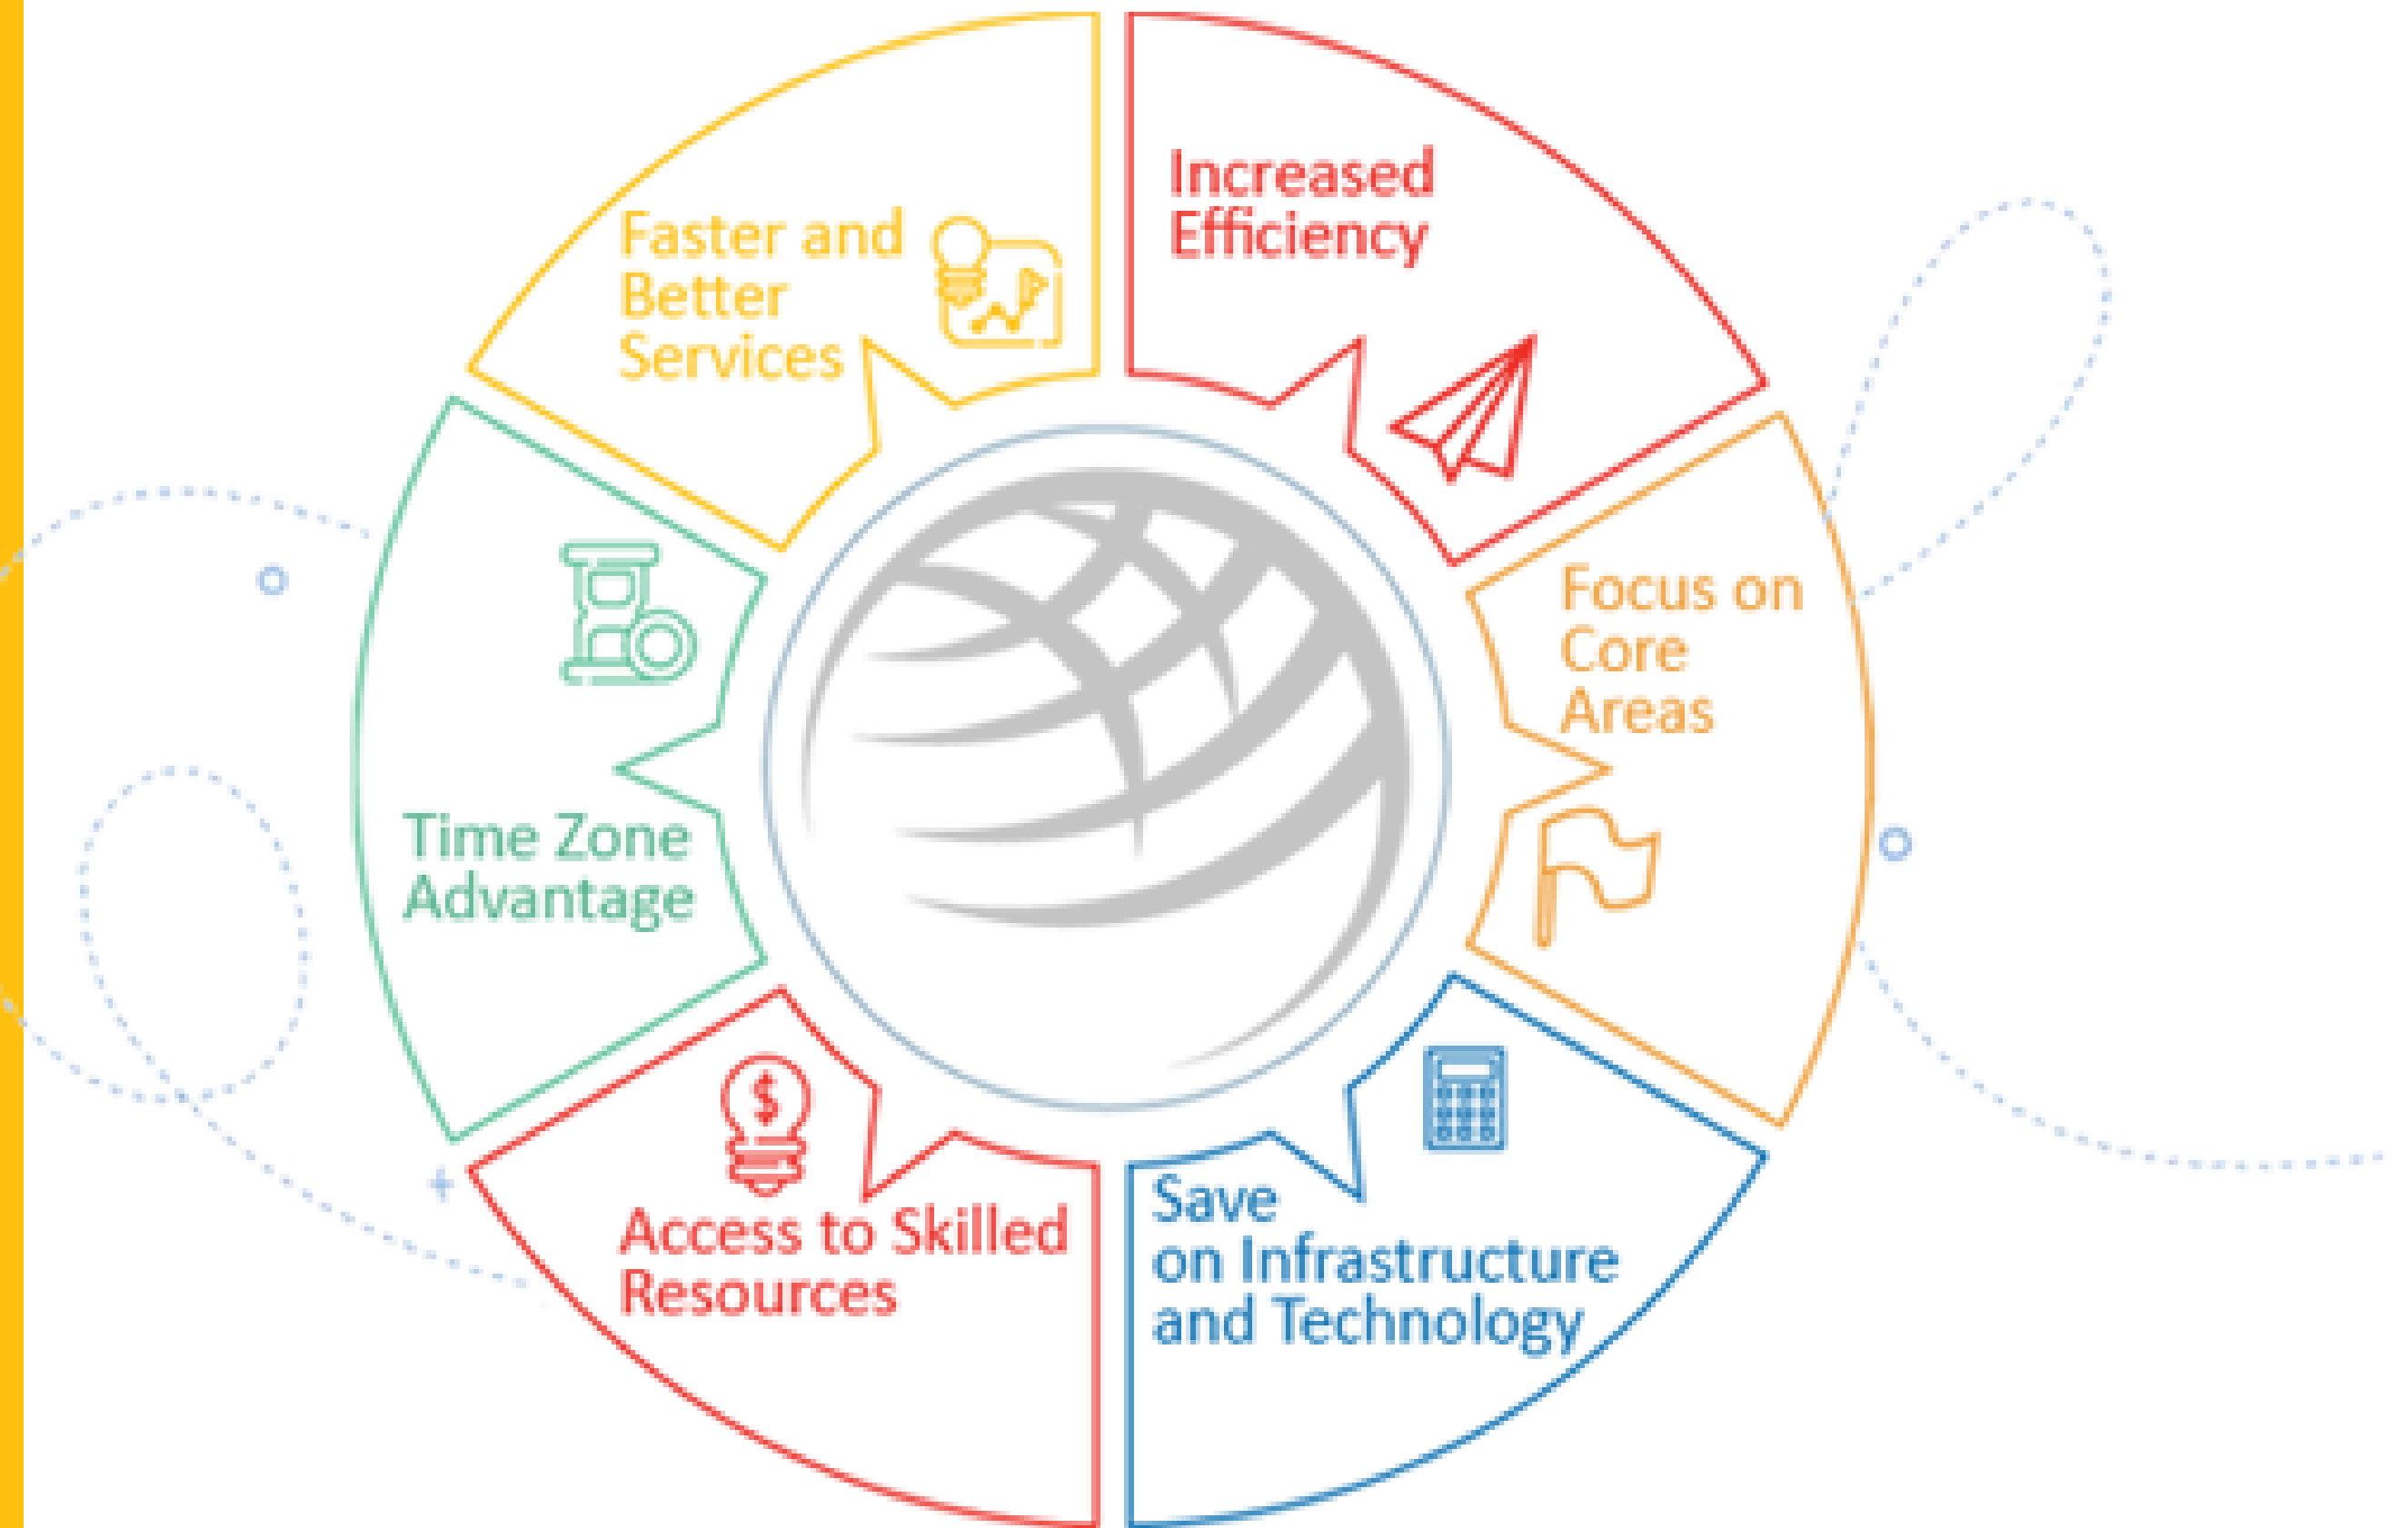 Increased
Efficiency
Focus on
Core
Areas
Save
on Infrastructure
and Technology
Access to Skilled
Resources
Time Zone
Advantage
Faster and
Better
Services
$